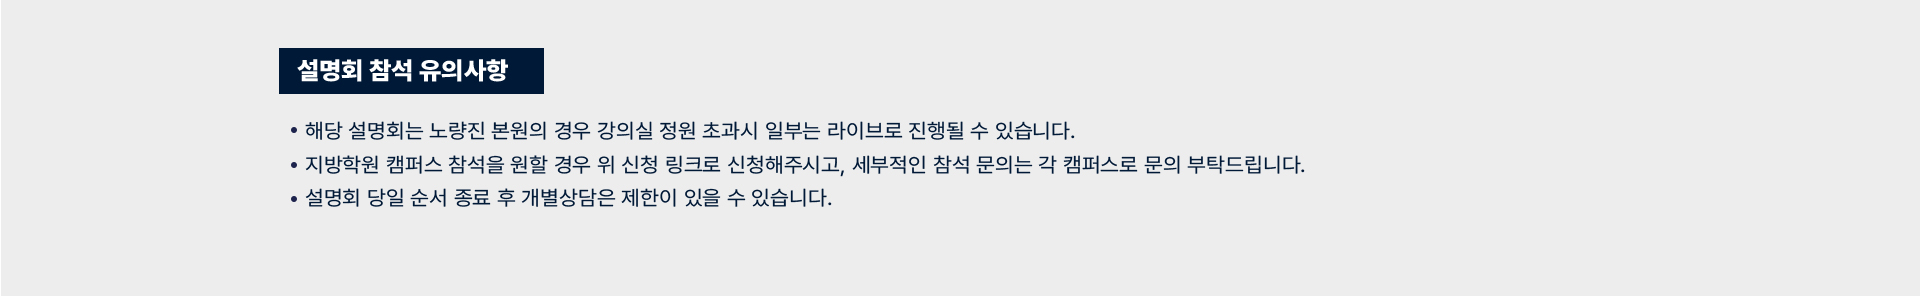 설명회 참석 유의사항
• 해당 설명회는 노량진 본원의 경우 강의실 정원 초과시 일부는 라이브로 진행될 수 있습니다.
• 지방학원 캠퍼스 참석을 원할 경우 위 신청 링크로 신청해주시고, 세부적인 참석 문의는 각 캠퍼스로 문의 부탁드립니다.
• 설명회 당일 순서 종료 후 개별상담은 제한이 있을 수 있습니다.